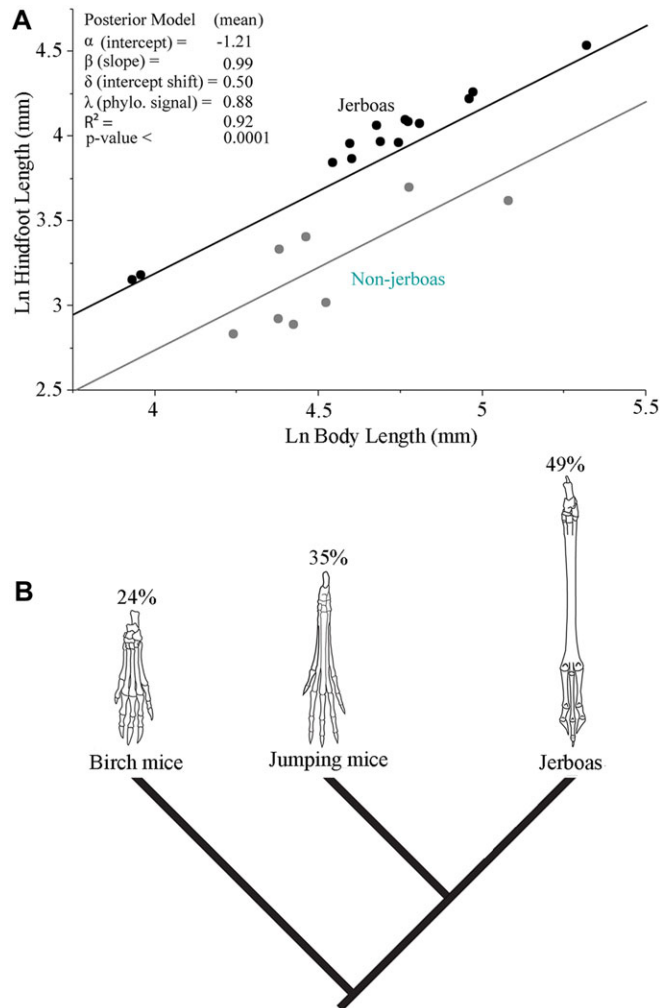 A
Posterior Model (mean)
α (intercept) = -1.21
β (slope) = 0.99
δ (intercept shift) = 0.50
λ (phylo. signal) = 0.88
R² = 0.92
p-value < 0.0001
Ln Hindfoot Length (mm)
4.5
4
3.5
3
2.5
Jerboas
Non-jerboas
4
4.5
5
5.5
Ln Body Length (mm)
B
49%
35%
24%
Birch mice
Jumping mice
Jerboas